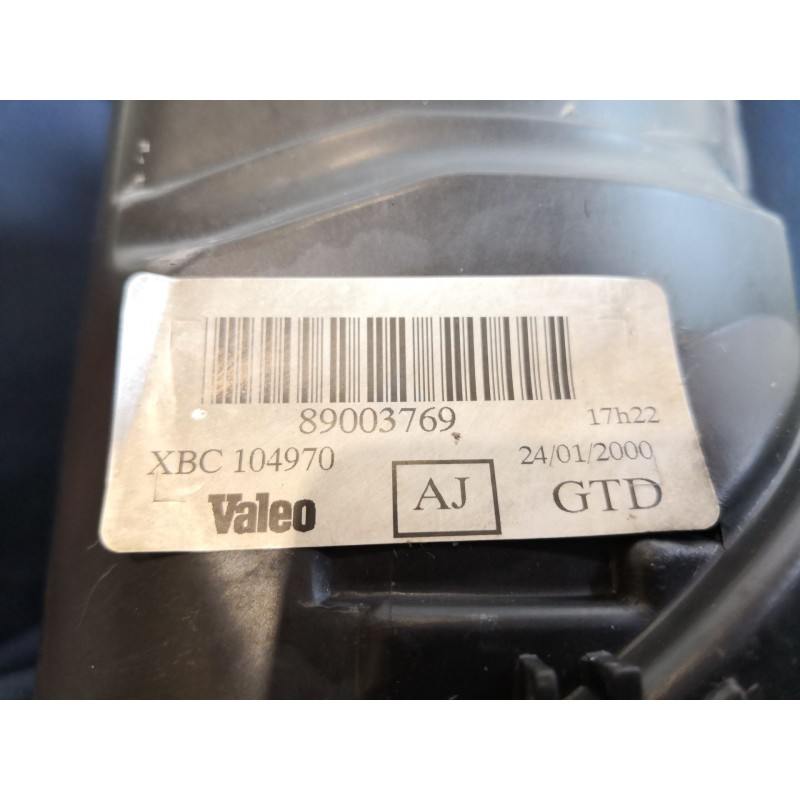 89003769 17h22
XBC 104970 24/01/2000
Valeo AJ GTD